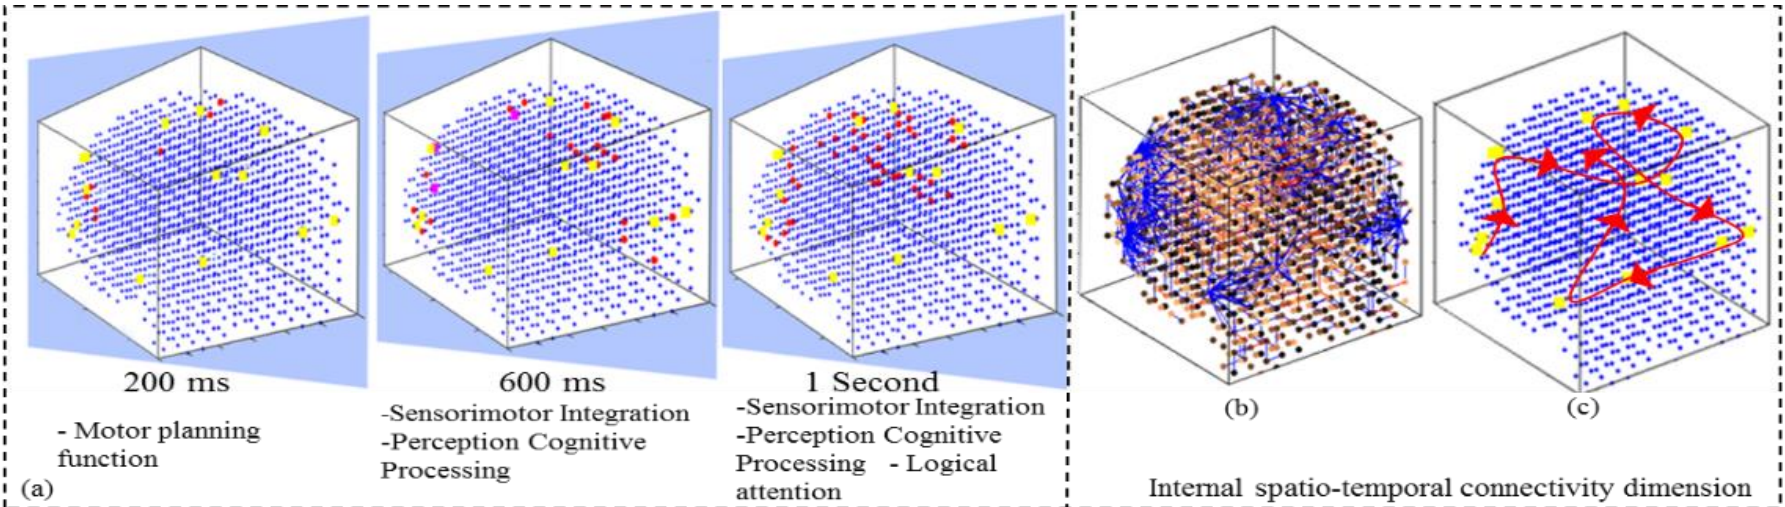 200 ms
- Motor planning
function
(a)
600 ms
-Sensorimotor Integration
-Perception Cognitive
Processing
1 Second
-Sensorimotor Integration
-Perception Cognitive
Processing - Logical
attention
(b)
(c)
Internal spatio-temporal connectivity dimension